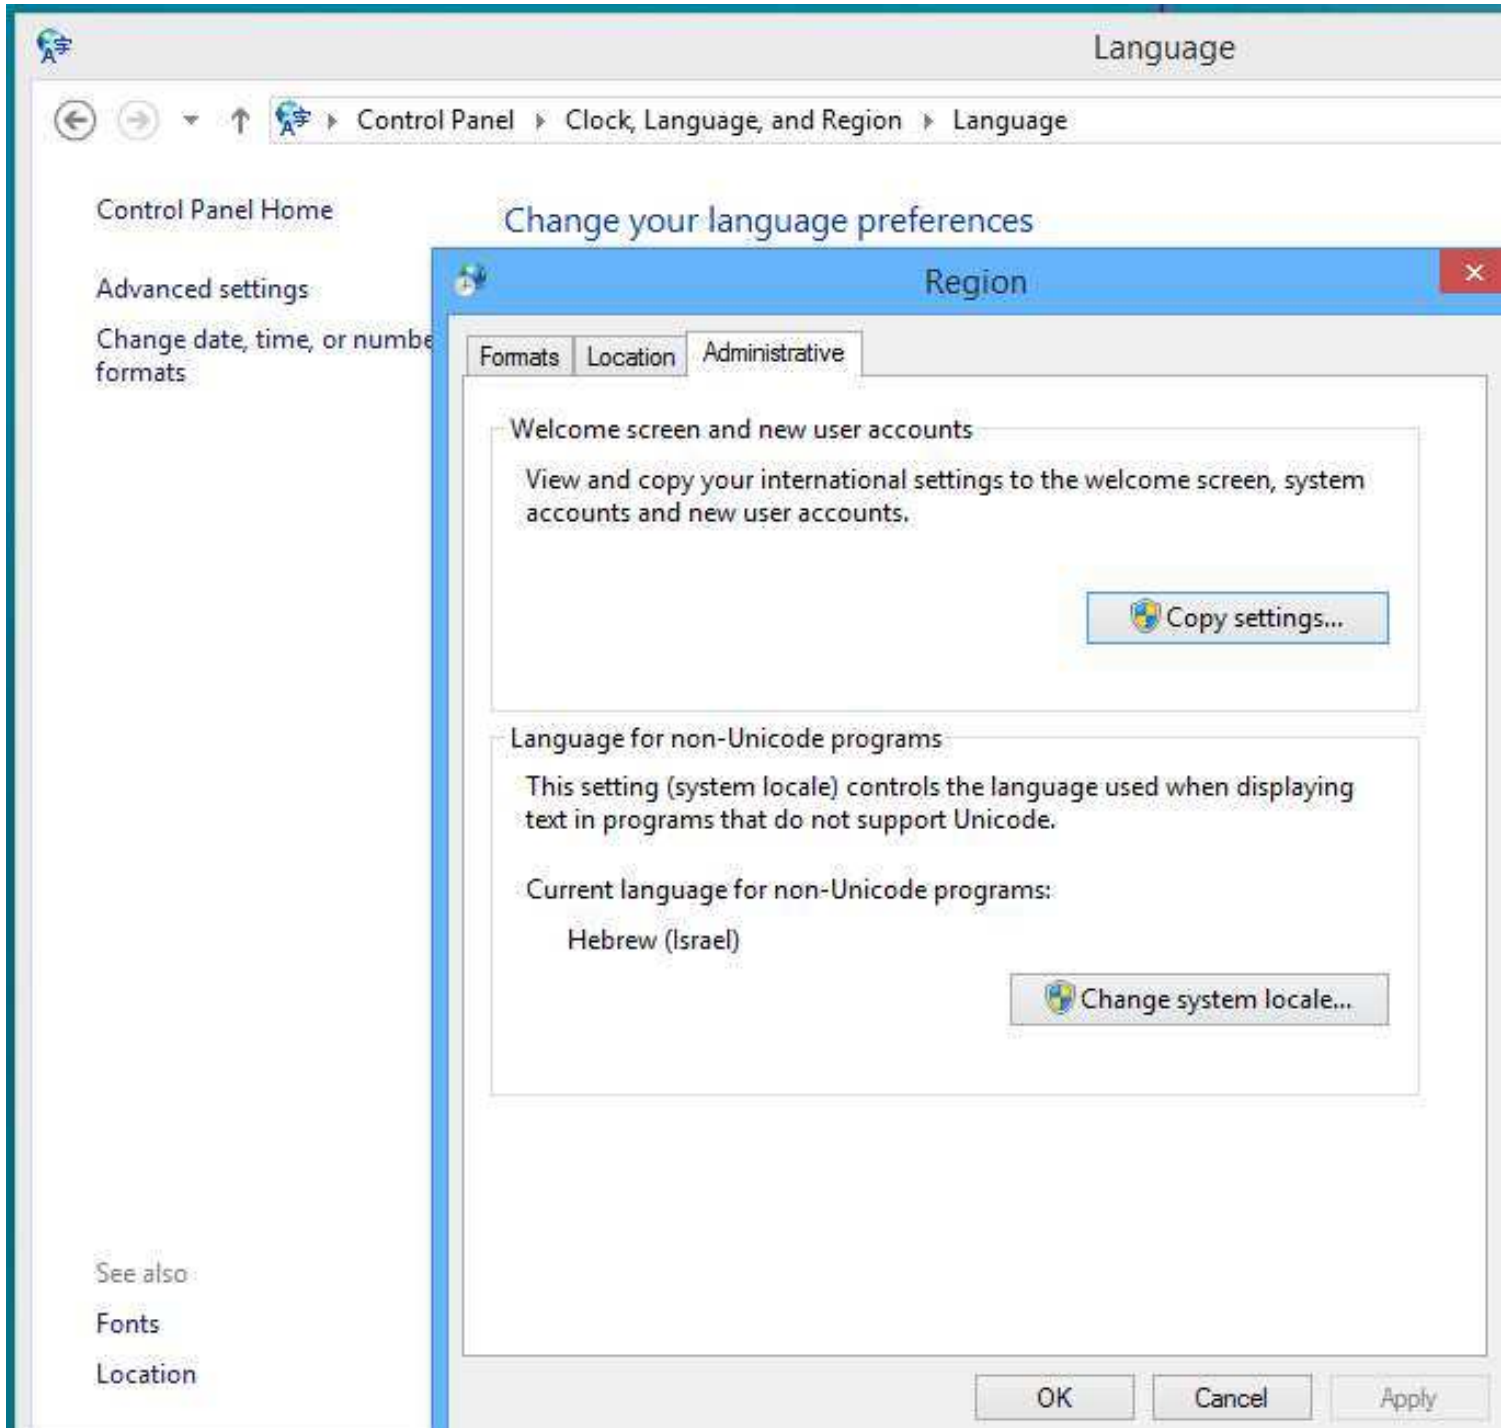 Language
Control Panel Clock, Language, and Region Language
Control Panel Home
Advanced settings
Change date, time, or numbe
formats
See also
Fonts
Location
Change your language preferences
Region
Formats Location Administrative
Welcome screen and new user accounts
View and copy your international settings to the welcome screen, system
accounts and new user accounts.
Copy settings...
Language for non-Unicode programs
This setting (system locale) controls the language used when displaying
text in programs that do not support Unicode.
Current language for non-Unicode programs:
Hebrew (Israel)
Change system locale...
OK Cancel Apply